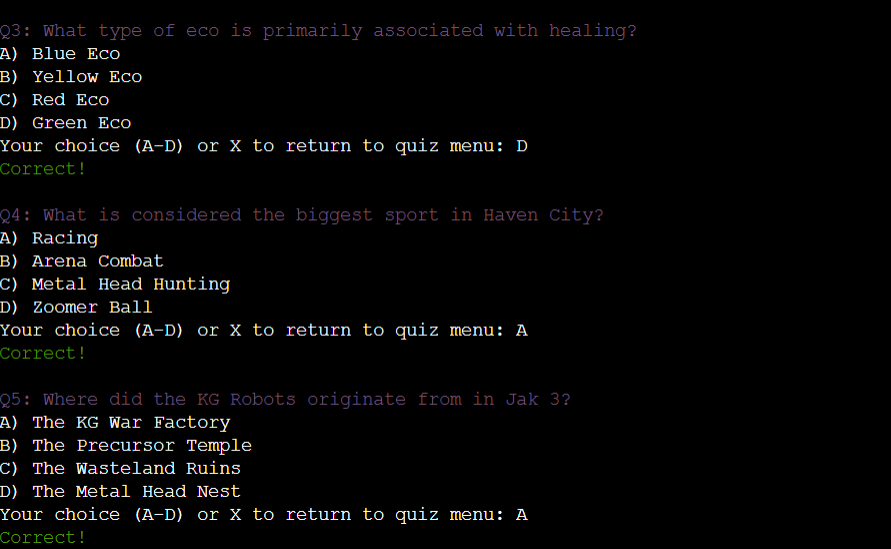 Q3: What type of eco is primarily associated with healing?
A) Blue Eco
B) Yellow Eco
C) Red Eco
D) Green Eco
Your choice (A-D) or X to return to quiz menu: D
Correct!
Q4: What is considered the biggest sport in Haven City?
A) Racing
B) Arena Combat
C) Metal Head Hunting
D) Zoomer Ball
Your choice (A-D) or X to return to quiz menu: A
Correct!
Q5: Where did the KG Robots originate from in Jak 3?
A) The KG War Factory
B) The Precursor Temple
C) The Wasteland Ruins
D) The Metal Head Nest
Your choice (A-D) or X to return to quiz menu: A
Correct!